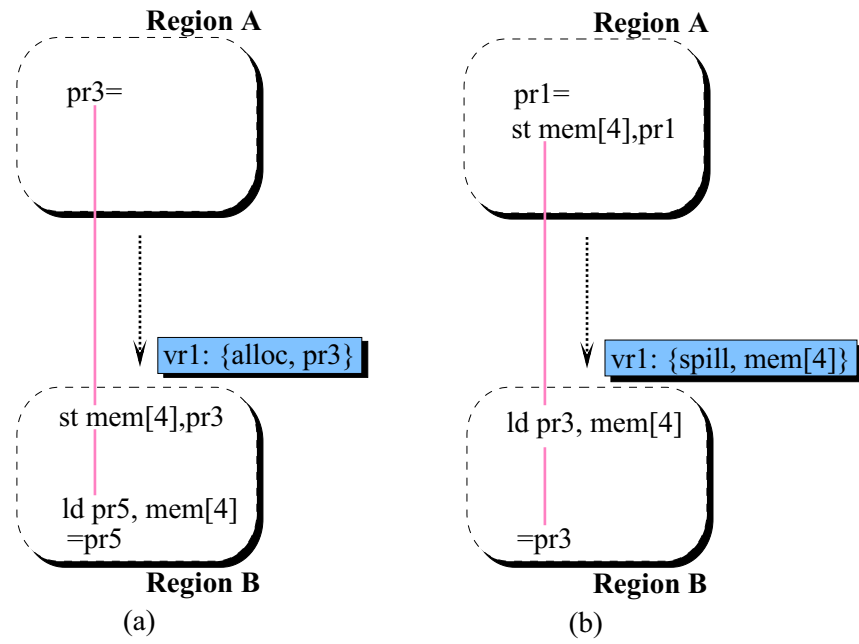 Region A
pr3=
vr1: {alloc, pr3}
st mem[4],pr3
ld pr5, mem[4]
=pr5
Region B
(a)
Region A
pr1=
st mem[4],pr1
vr1: {spill, mem[4]}
ld pr3, mem[4]
=pr3
Region B
(b)